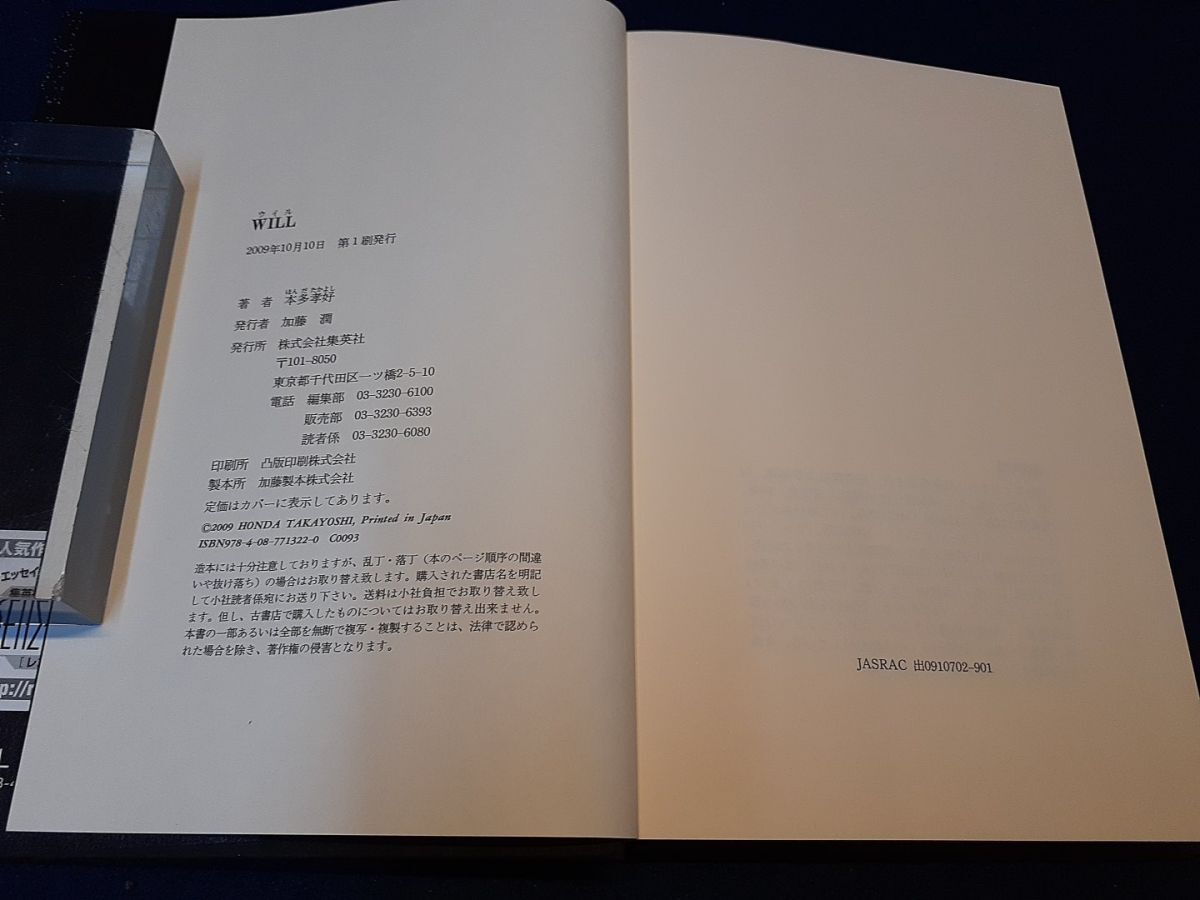 ウィル
WILL
2009年10月10日　第1刷発行
ほんだたかよし
著　者　本多孝好
発行者　加藤　潤
発行所　株式会社集英社
〒101-8050
東京都千代田区一ツ橋2-5-10
電話　編集部　03-3230-6100
販売部　03-3230-6393
読者係　03-3230-6080
印刷所　凸版印刷株式会社
製本所　加藤製本株式会社
定価はカバーに表示してあります。
©2009 HONDA TAKAYOSHI, Printed in Japan
ISBN978-4-08-771322-0　C0093
造本には十分注意しておりますが、乱丁・落丁（本のページ順序の間違
いや抜け落ち）の場合はお取り替え致します。購入された書店名を明記
して小社読者係宛にお送り下さい。送料は小社負担でお取り替え致しま
す。但し、古書店で購入したものについてはお取り替え出来ません。
本書の一部あるいは全部を無断で複写・複製することは、法律で認めら
れた場合を除き、著作権の侵害となります。
JASRAC 出0910702-901
人気作
エッセイ
集英